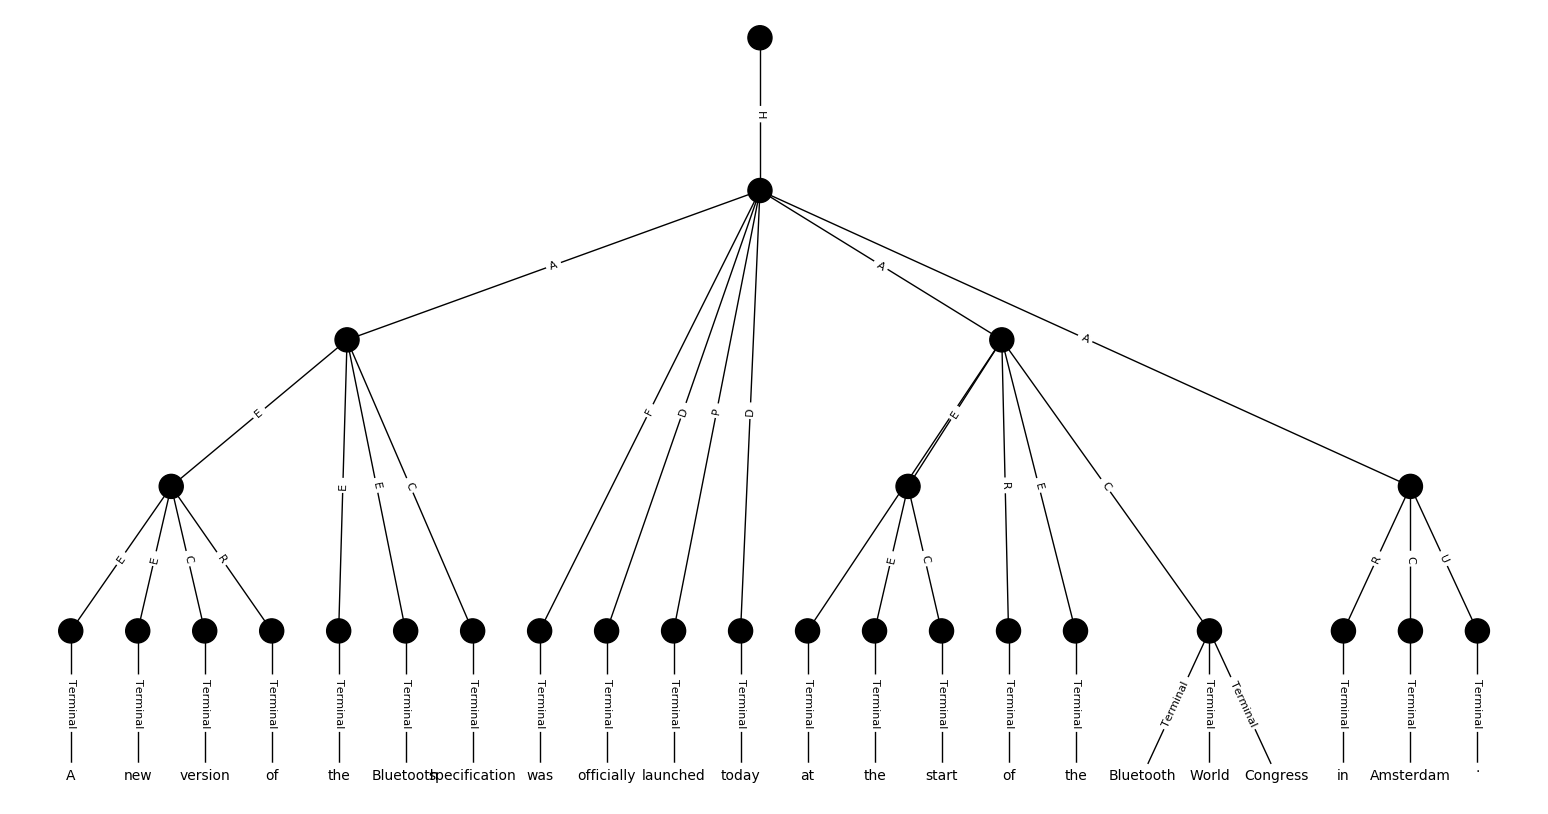 H
A A
A
E E F D P D E
E E C R E C
E E C R E C R C U
Terminal Terminal Terminal Terminal Terminal Terminal Terminal Terminal Terminal Terminal Terminal Terminal Terminal Terminal Terminal Terminal Terminal Terminal Terminal Terminal Terminal Terminal
A new version of the Bluetooth specification was officially launched today at the start of the Bluetooth World Congress in Amsterdam .